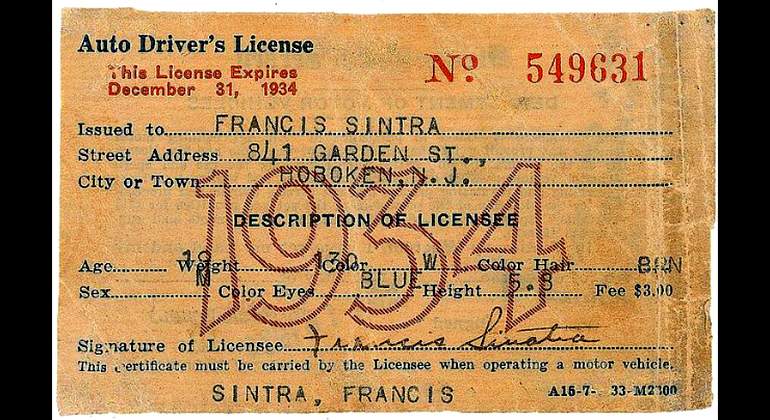 Auto Driver's License
This License Expires
December 31, 1934
No. 549631
Issued to FRANCIS SINTRA
Street Address 841 GARDEN ST.,
City or Town HOBOKEN, N.J.
1934
DESCRIPTION OF LICENSEE
Age 18 Weight 130 Color W Color Hair BRN
Sex M Color Eyes BLUE Height 5.8 Fee $3.00
Signature of Licensee Francis Sinatra
This certificate must be carried by the Licensee when operating a motor vehicle.
SINTRA, FRANCIS
A15-7- 33-M2300